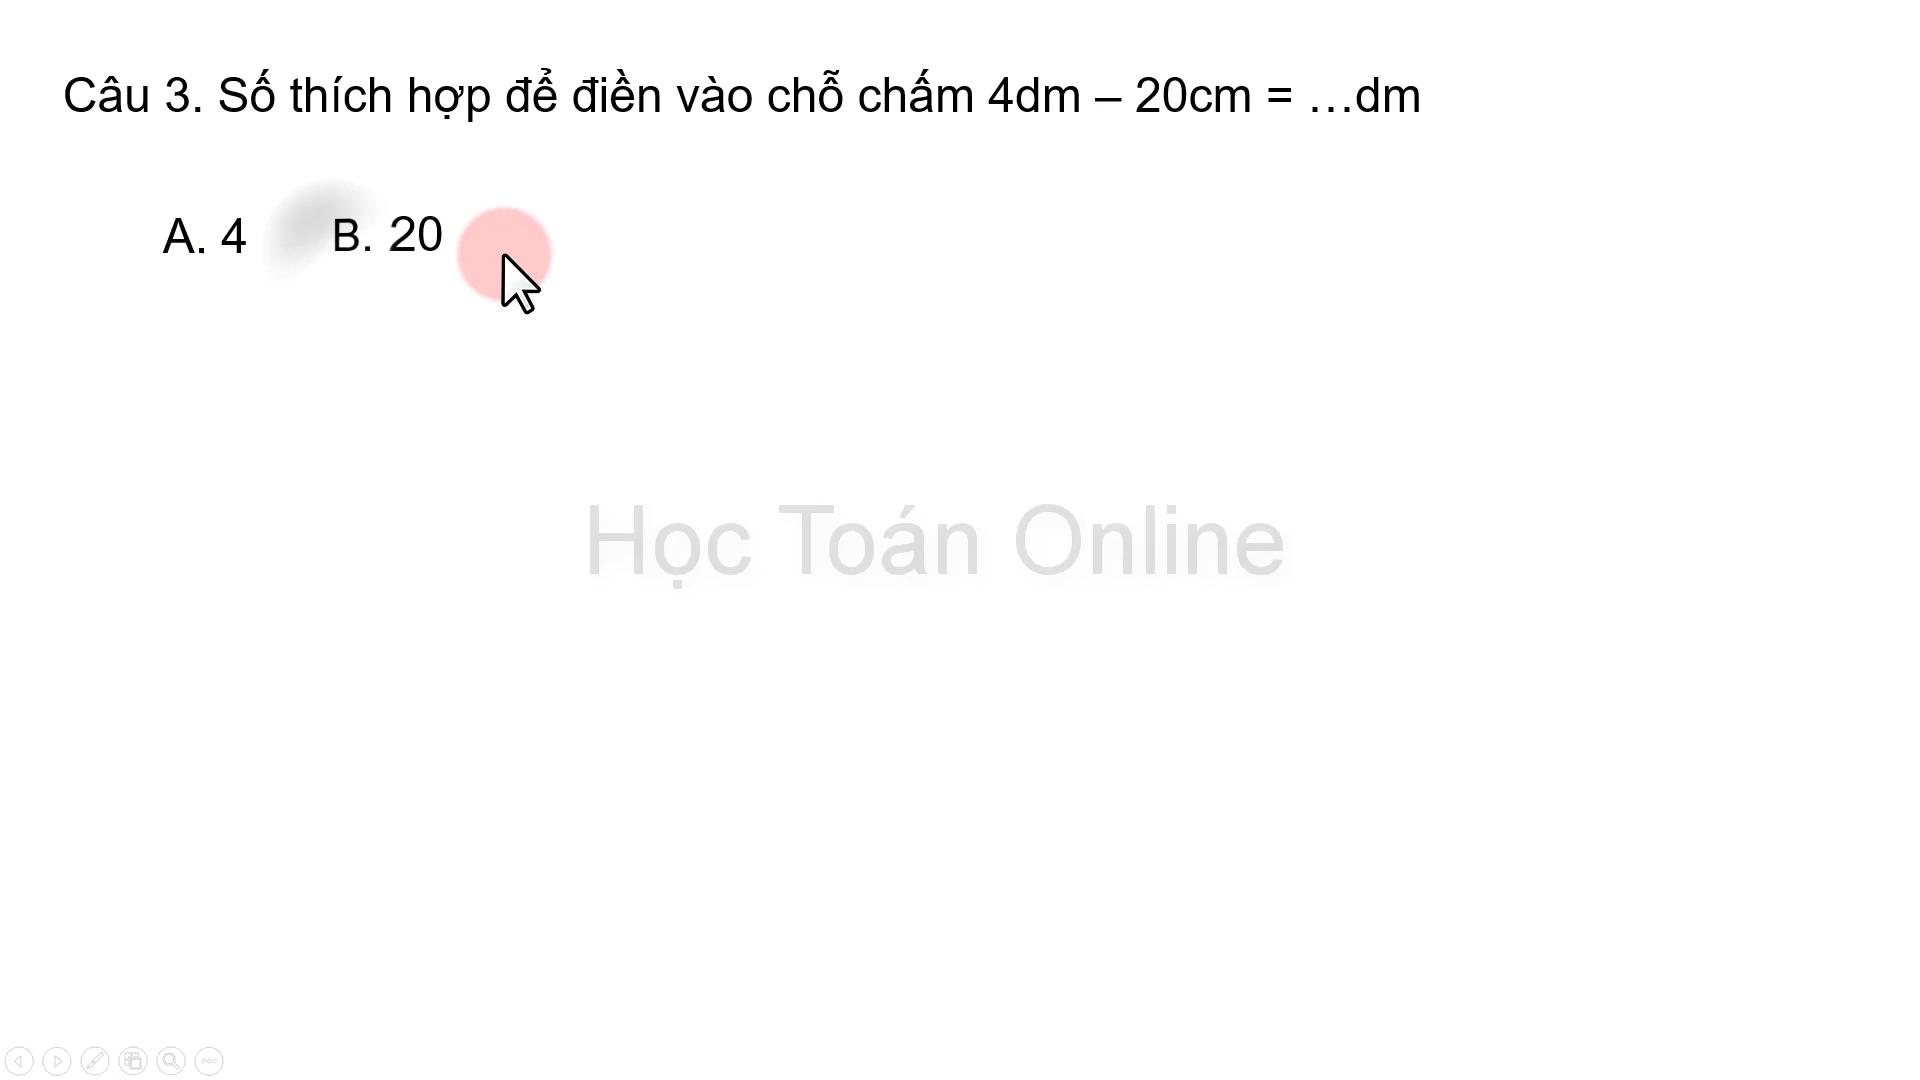 Câu 3. Số thích hợp để điền vào chỗ chấm 4dm – 20cm = …dm
A. 4 B. 20
Học Toán Online